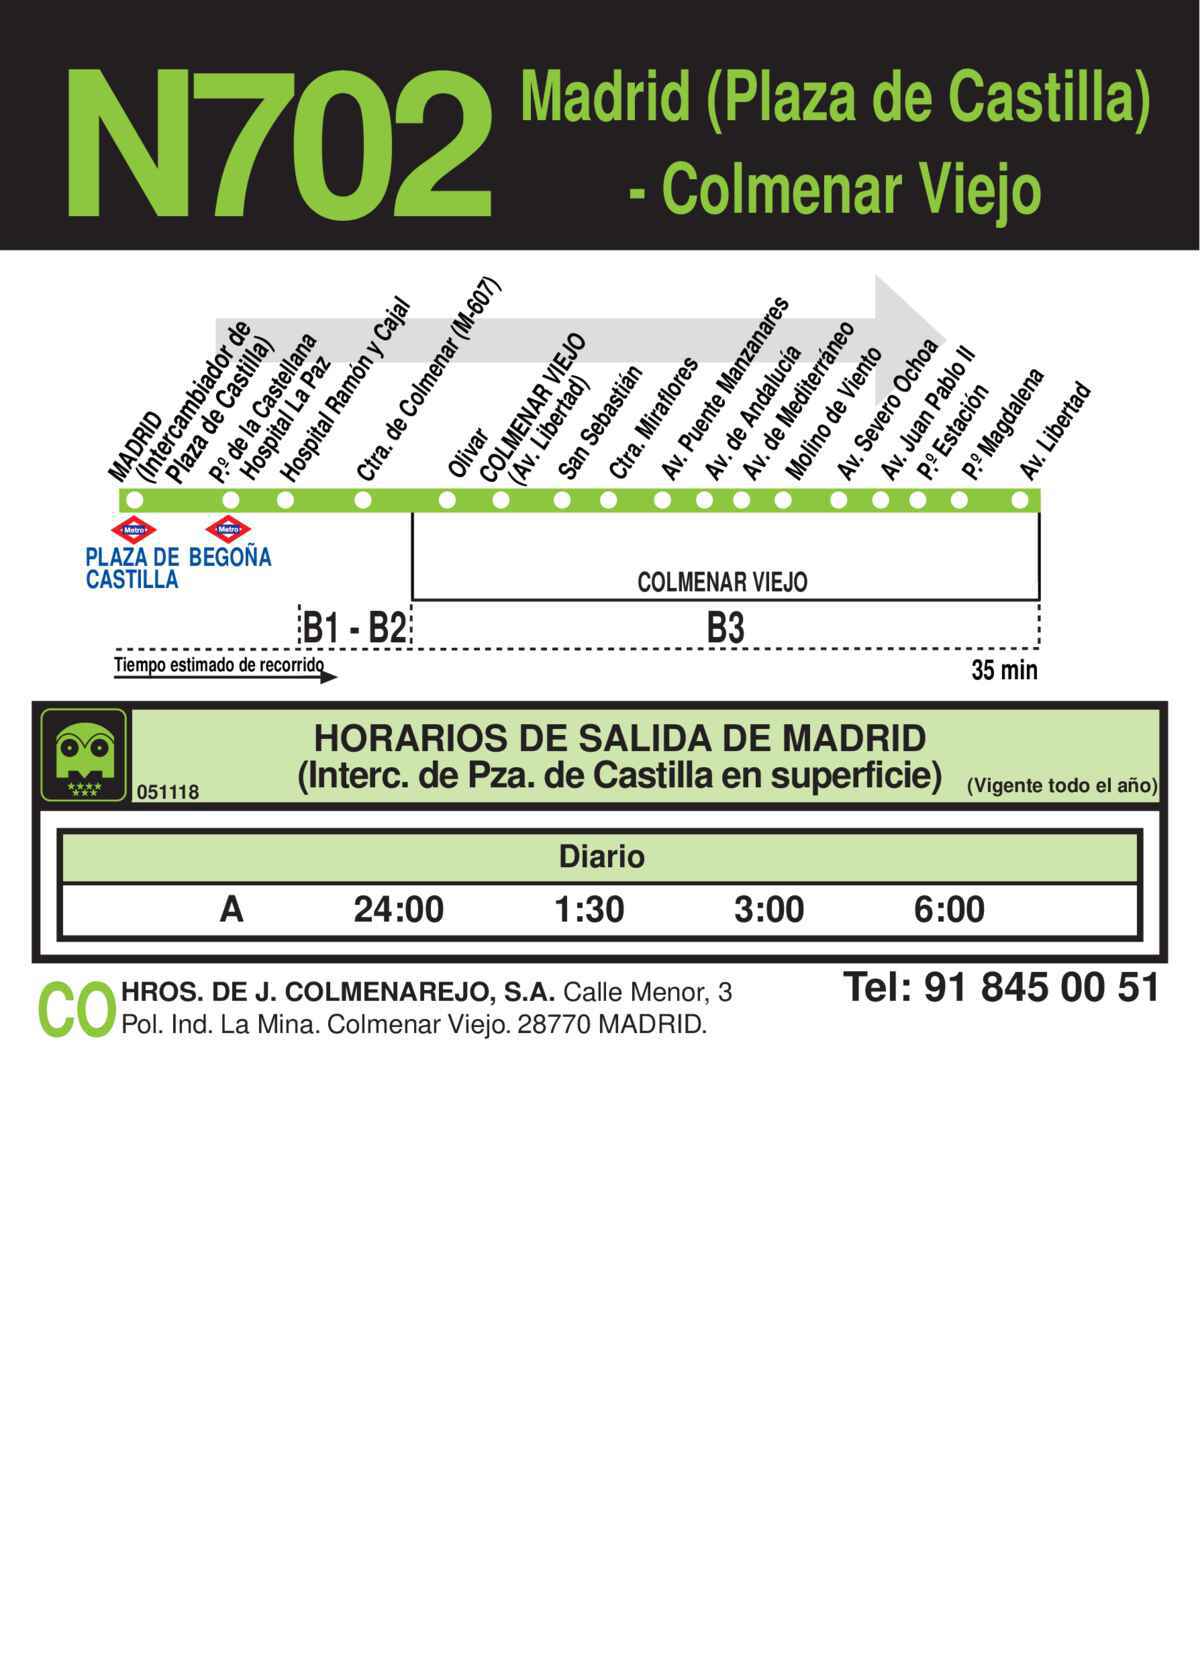 N702
Madrid (Plaza de Castilla)
- Colmenar Viejo
MADRID
(Intercambiador de
Plaza de Castilla)
P.º de la Castellana
Hospital La Paz
Hospital Ramón y Cajal
Ctra. de Colmenar (M-607)
Olivar
COLMENAR VIEJO
(Av. Libertad)
San Sebastián
Ctra. Miraflores
Av. Puente Manzanares
Av. de Andalucía
Av. de Mediterráneo
Molino de Viento
Av. Severo Ochoa
Av. Juan Pablo II
P.º Estación
P.º Magdalena
Av. Libertad
Metro
Metro
PLAZA DE
CASTILLA
BEGOÑA
COLMENAR VIEJO
B1 - B2
B3
Tiempo estimado de recorrido
35 min
HORARIOS DE SALIDA DE MADRID
(Interc. de Pza. de Castilla en superficie)
(Vigente todo el año)
051118
Diario
A 24:00 1:30 3:00 6:00
CO
HROS. DE J. COLMENAREJO, S.A. Calle Menor, 3
Pol. Ind. La Mina. Colmenar Viejo. 28770 MADRID.
Tel: 91 845 00 51